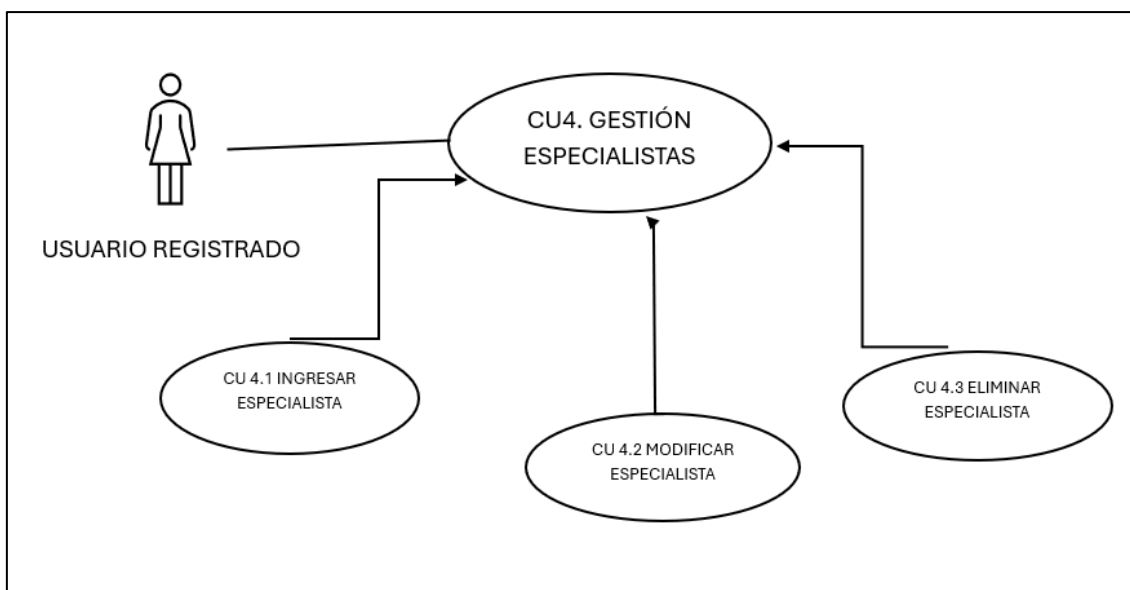 CU4. GESTIÓN
ESPECIALISTAS
USUARIO REGISTRADO
CU 4.1 INGRESAR
ESPECIALISTA
CU 4.2 MODIFICAR
ESPECIALISTA
CU 4.3 ELIMINAR
ESPECIALISTA